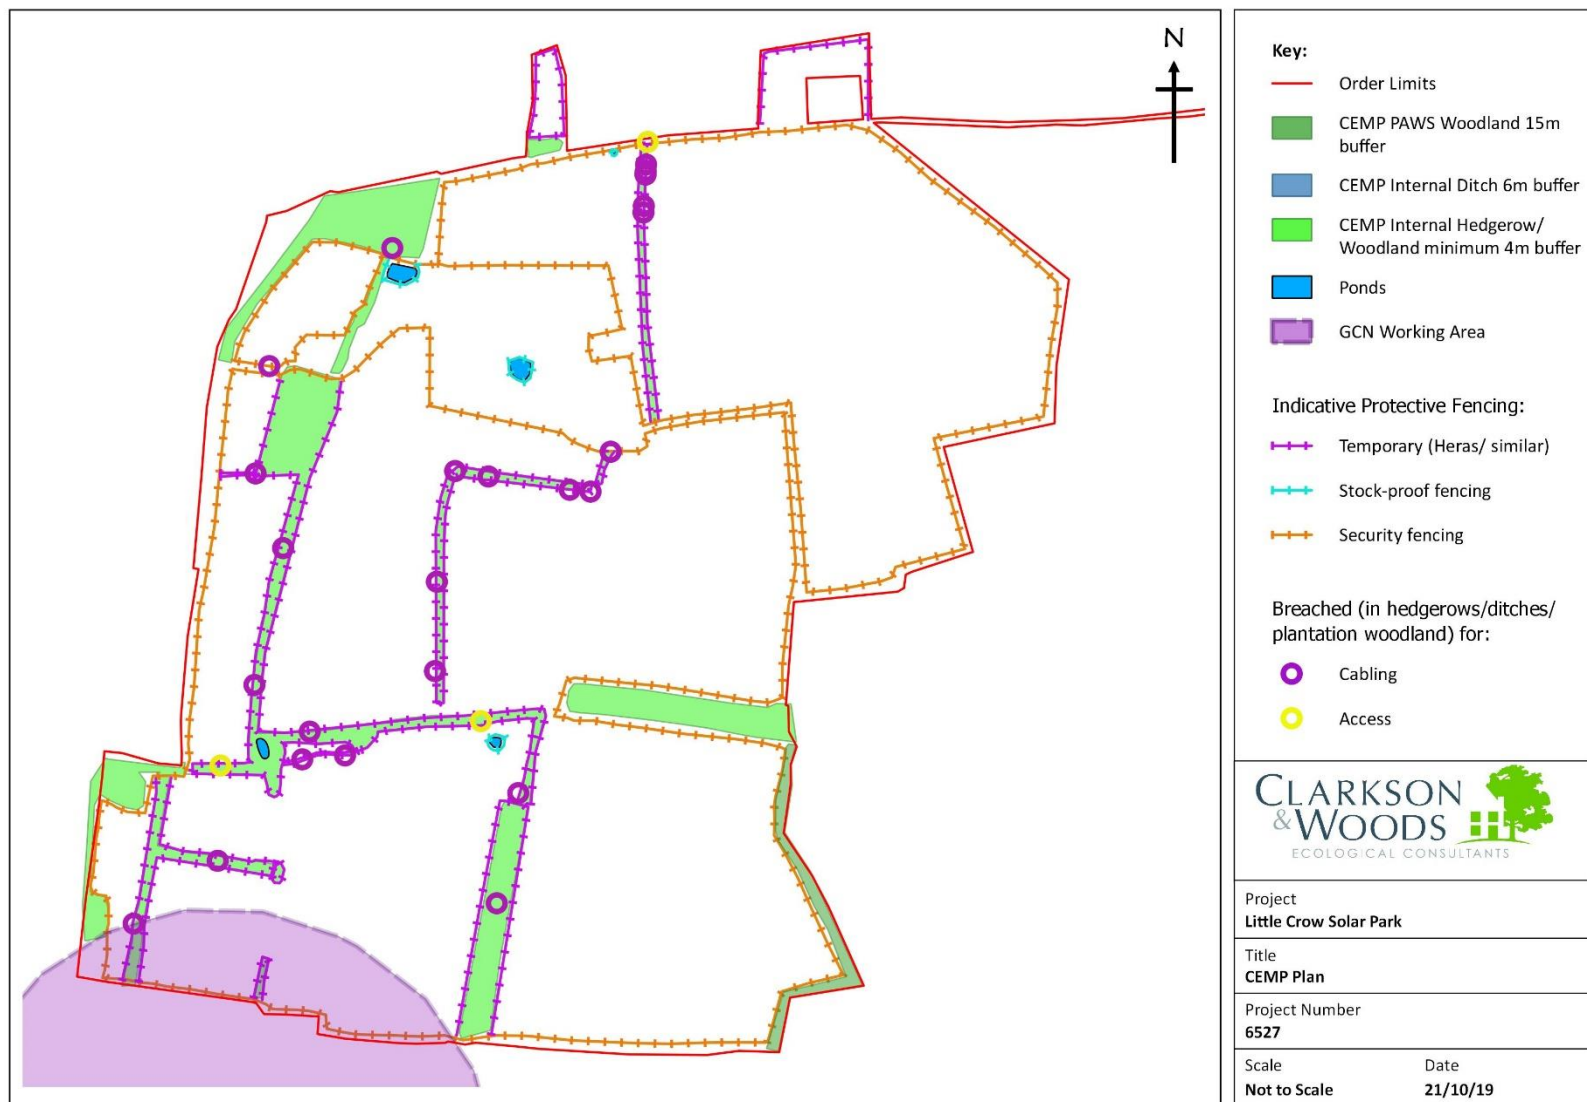 N
Key:
Order Limits
CEMP PAWS Woodland 15m
buffer
CEMP Internal Ditch 6m buffer
CEMP Internal Hedgerow/
Woodland minimum 4m buffer
Ponds
GCN Working Area
Indicative Protective Fencing:
Temporary (Heras/ similar)
Stock-proof fencing
Security fencing
Breached (in hedgerows/ditches/
plantation woodland) for:
Cabling
Access
CLARKSON
&WOODS
ECOLOGICAL CONSULTANTS
Project
Little Crow Solar Park
Title
CEMP Plan
Project Number
6527
Scale
Not to Scale
Date
21/10/19